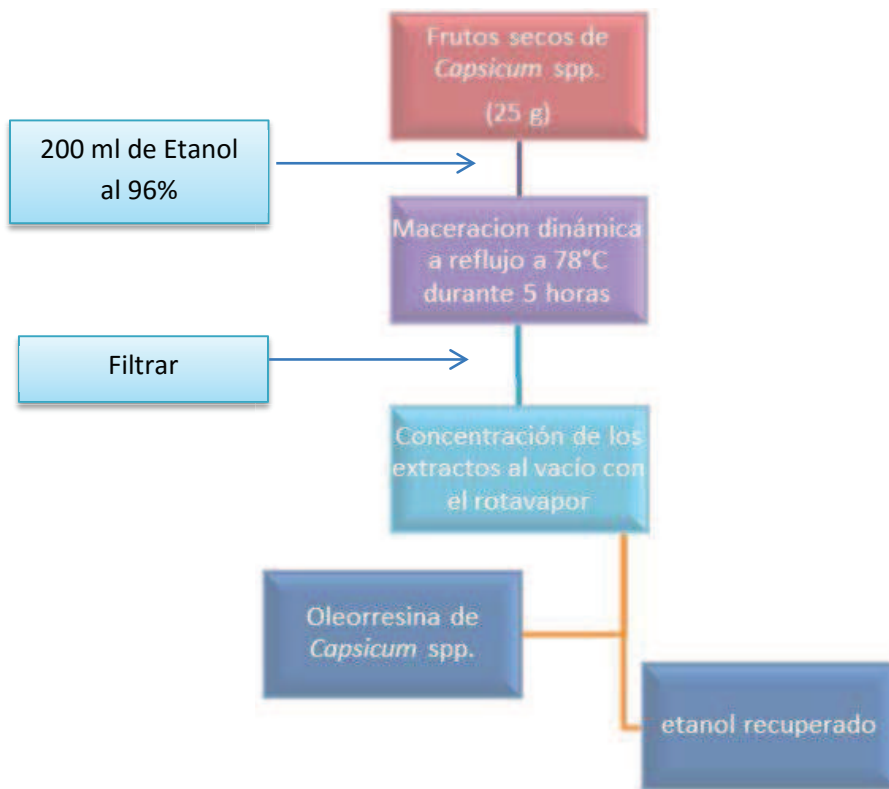 Frutos secos de
Capsicum spp.
(25 g)
200 ml de Etanol
al 96%
Maceracion dinámica
a reflujo a 78°C
durante 5 horas
Filtrar
Concentración de los
extractos al vacío con
el rotavapor
Oleorresina de
Capsicum spp.
etanol recuperado